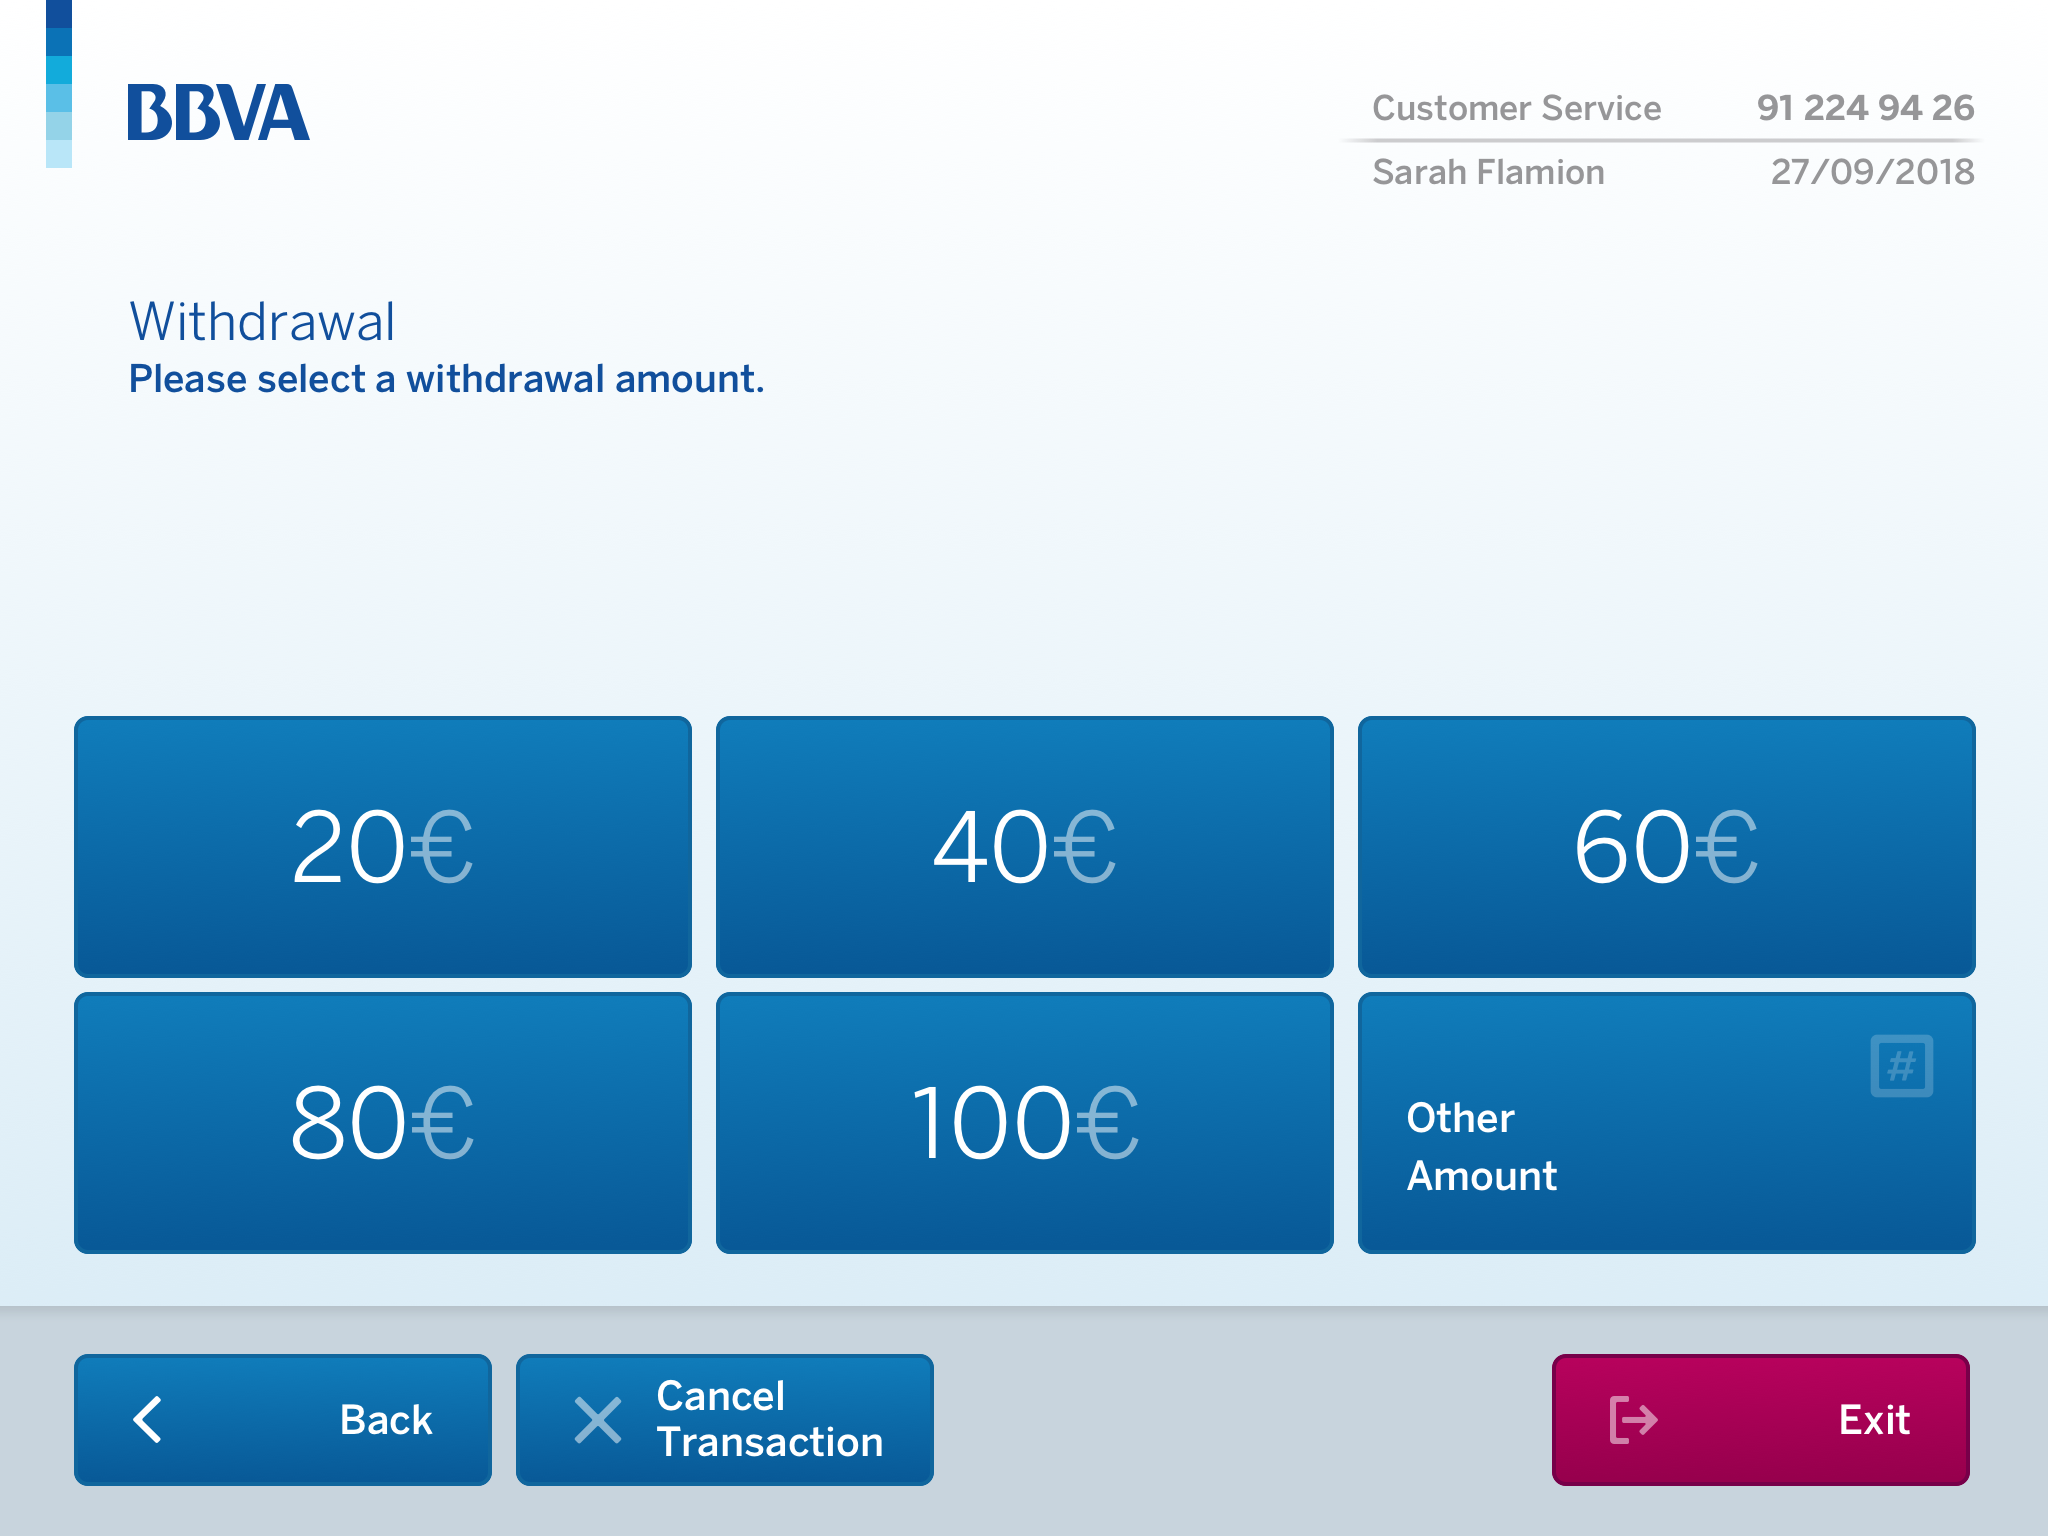 BBVA
Customer Service 91 224 94 26
Sarah Flamion 27/09/2018
Withdrawal
Please select a withdrawal amount.
20€ 40€ 60€
80€ 100€ #
Other
Amount
Back
Cancel
Transaction
Exit